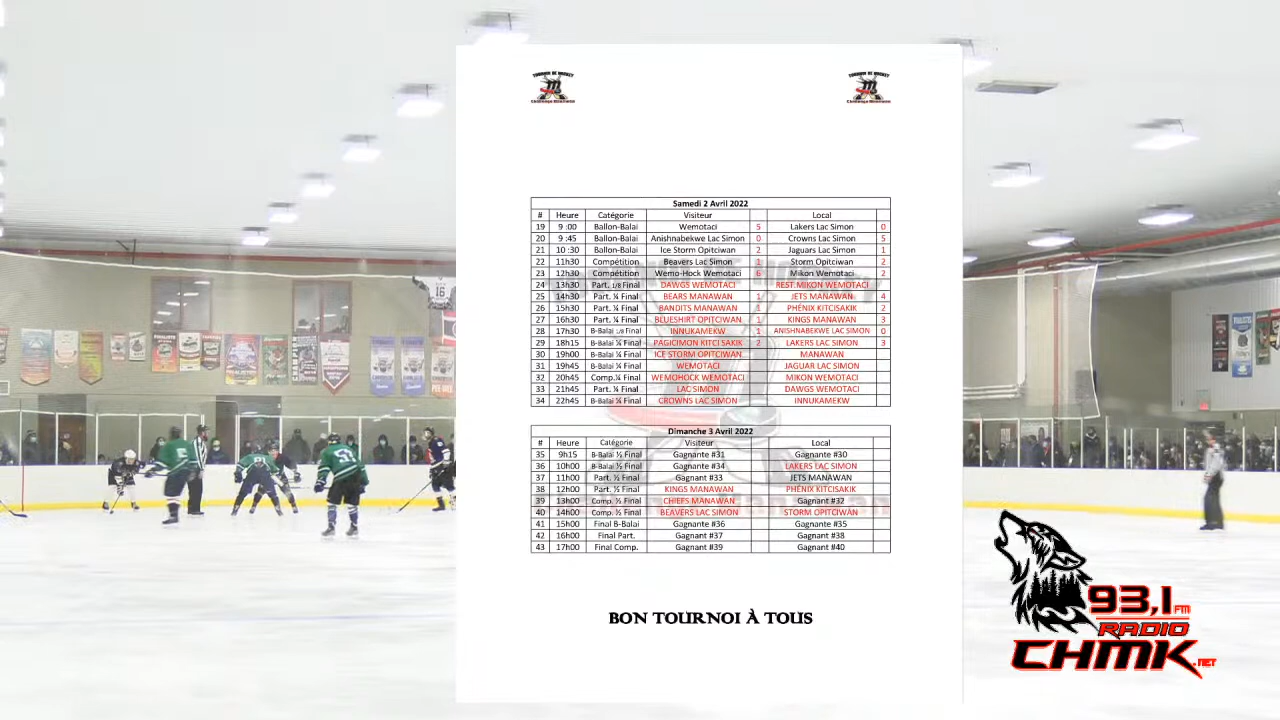 TOURNOI DE HOCKEY
TOURNOI DE HOCKEY
Samedi 2 Avril 2022
# Heure Catégorie Visiteur Local
19 9 :00 Ballon-Balai Wemotaci 5 Lakers Lac Simon 0
20 9 :45 Ballon-Balai Anishnabekwe Lac Simon 0 Crowns Lac Simon 5
21 10 :30 Ballon-Balai Ice Storm Opitciwan 2 Jaguars Lac Simon 1
22 11h30 Compétition Beavers Lac Simon 1 Storm Opitciwan 2
23 12h30 Compétition Wemo-Hock Wemotaci 6 Mikon Wemotaci 2
24 13h30 Part. 1/8 Final DAWGS WEMOTACI REST.MIKON WEMOTACI
25 14h30 Part. ¼ Final BEARS MANAWAN 1 JETS MANAWAN 4
26 15h30 Part. ¼ Final BANDITS MANAWAN 1 PHÉNIX KITCISAKIK 2
27 16h30 Part. ¼ Final BLUESHIRT OPITCIWAN 1 KINGS MANAWAN 3
28 17h30 B-Balai 1/8 Final INNUKAMEKW 1 ANISHNABEKWE LAC SIMON 0
29 18h15 B-Balai ¼ Final PAGICIMON KITCI SAKIK 2 LAKERS LAC SIMON 3
30 19h00 B-Balai ¼ Final ICE STORM OPITCIWAN MANAWAN
31 19h45 B-Balai ¼ Final WEMOTACI JAGUAR LAC SIMON
32 20h45 Comp.¼ Final WEMOHOCK WEMOTACI MIKON WEMOTACI
33 21h45 Part. ¼ Final LAC SIMON DAWGS WEMOTACI
34 22h45 B-Balai ¼ Final CROWNS LAC SIMON INNUKAMEKW
Dimanche 3 Avril 2022
# Heure Catégorie Visiteur Local
35 9h15 B-Balai ½ Final Gagnante #31 Gagnante #30
36 10h00 B-Balai ½ Final Gagnante #34 LAKERS LAC SIMON
37 11h00 Part. ½ Final Gagnant #33 JETS MANAWAN
38 12h00 Part. ½ Final KINGS MANAWAN PHÉNIX KITCISAKIK
39 13h00 Comp. ½ Final CHIEFS MANAWAN Gagnant #32
40 14h00 Comp. ½ Final BEAVERS LAC SIMON STORM OPITCIWAN
41 15h00 Final B-Balai Gagnante #36 Gagnante #35
42 16h00 Final Part. Gagnant #37 Gagnant #38
43 17h00 Final Comp. Gagnant #39 Gagnant #40
BON TOURNOI À TOUS
93,1 FM
RADIO
CHMK.NET
16